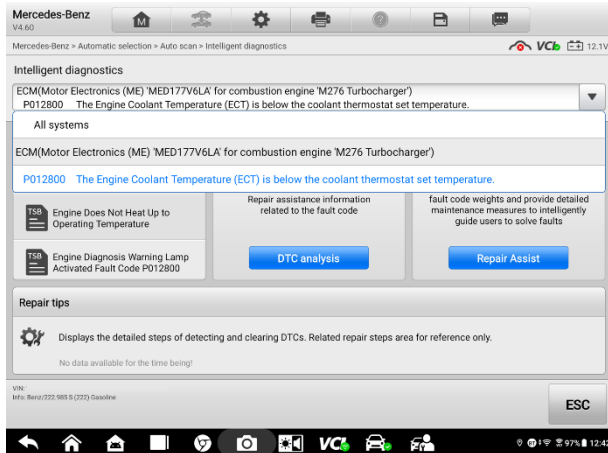 Mercedes-Benz
V4.60
Mercedes-Benz > Automatic selection > Auto scan > Intelligent diagnostics
VCI
12.1V
Intelligent diagnostics
ECM(Motor Electronics (ME) 'MED177V6LA' for combustion engine 'M276 Turbocharger')
P012800 The Engine Coolant Temperature (ECT) is below the coolant thermostat set temperature.
All systems
ECM(Motor Electronics (ME) 'MED177V6LA' for combustion engine 'M276 Turbocharger')
P012800 The Engine Coolant Temperature (ECT) is below the coolant thermostat set temperature.
TSB
Engine Does Not Heat Up to
Operating Temperature
TSB
Engine Diagnosis Warning Lamp
Activated Fault Code P012800
Repair assistance information
related to the fault code
DTC analysis
fault code weights and provide detailed
maintenance measures to intelligently
guide users to solve faults
Repair Assist
Repair tips
Displays the detailed steps of detecting and clearing DTCs. Related repair steps area for reference only.
No data available for the time being!
VIN:
Info: Benz/222.985 S (222) Gasoline
ESC
VCI
97%
12:42